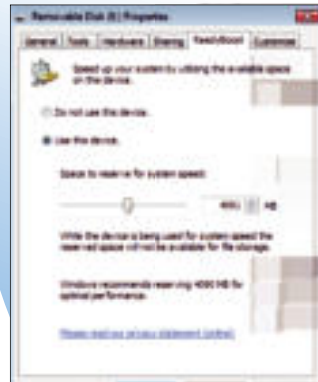 Removable Disk Properties
General Tools Hardware Sharing ReadyBoost Customize
Speed up your system by utilizing the available space
on this device.
Do not use this device.
Use this device.
Space to reserve for system speed:
MB
While the device is being used for system speed the
reserved space will not be available for file storage.
Windows recommends reserving 4090 MB for
optimal performance.
Please read our privacy statement (online)